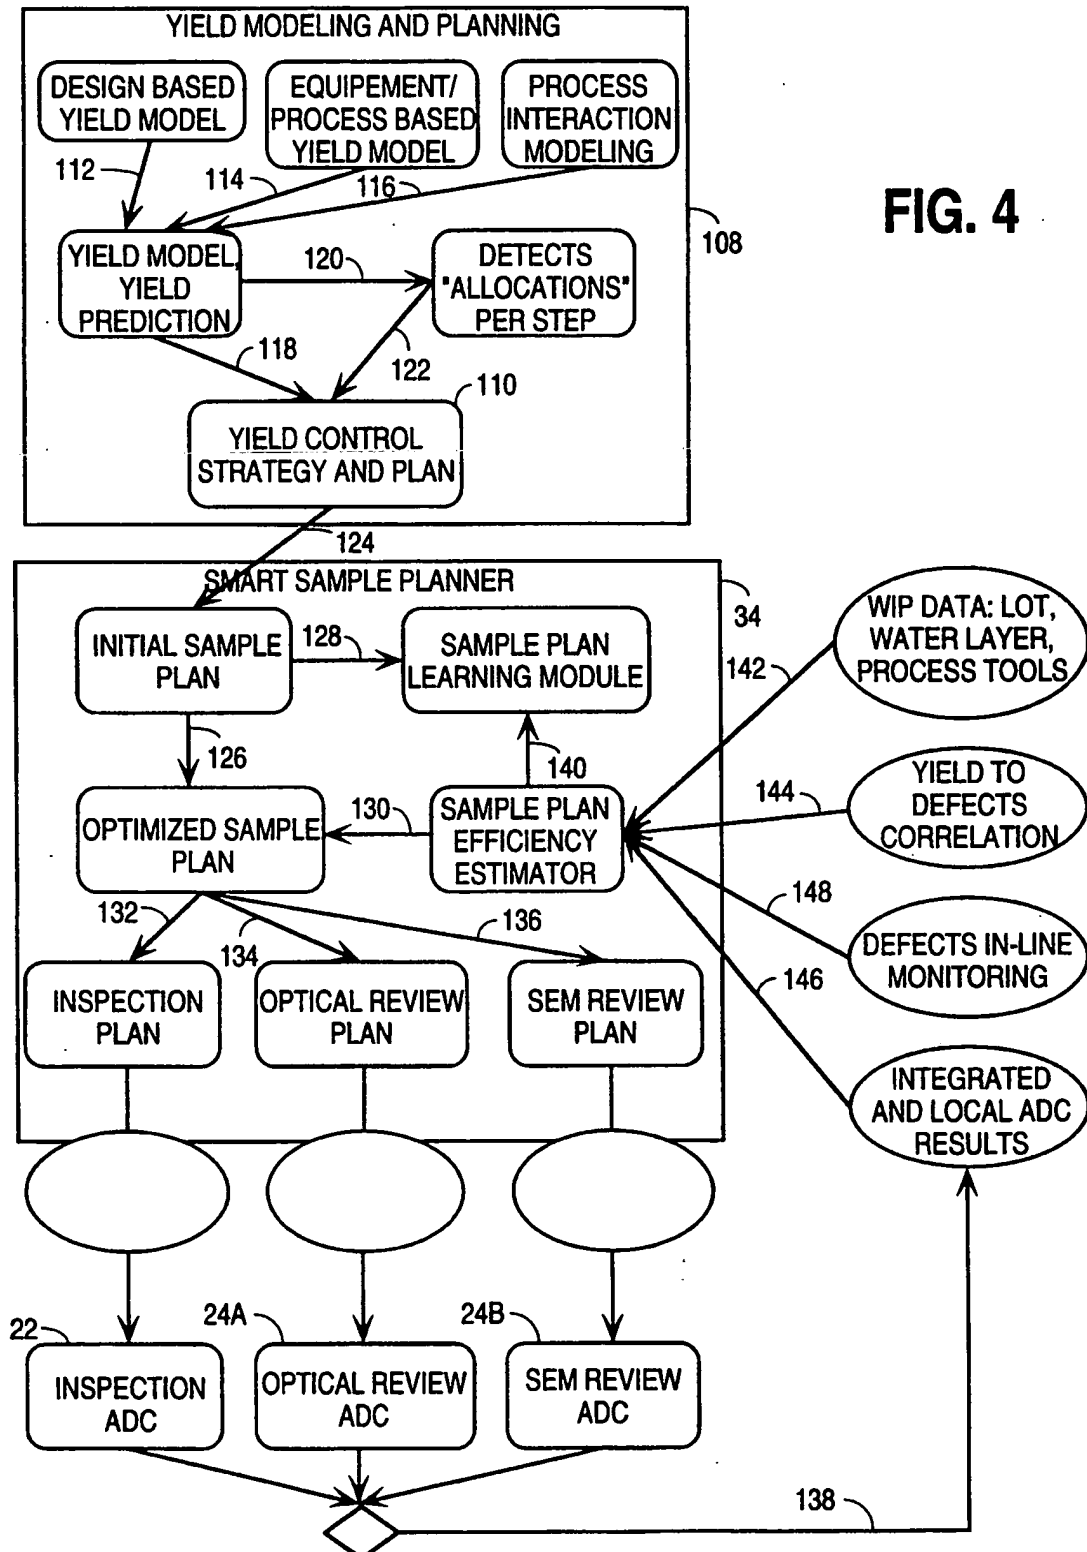 YIELD MODELING AND PLANNING
DESIGN BASED
YIELD MODEL
EQUIPEMENT/
PROCESS BASED
YIELD MODEL
PROCESS
INTERACTION
MODELING
112
114
116
FIG. 4
108
YIELD MODEL,
YIELD
PREDICTION
120
DETECTS
"ALLOCATIONS"
PER STEP
118
122
110
YIELD CONTROL
STRATEGY AND PLAN
124
SMART SAMPLE PLANNER
34
INITIAL SAMPLE
PLAN
128
SAMPLE PLAN
LEARNING MODULE
142
WIP DATA: LOT,
WATER LAYER,
PROCESS TOOLS
126
140
OPTIMIZED SAMPLE
PLAN
130
SAMPLE PLAN
EFFICIENCY
ESTIMATOR
144
YIELD TO
DEFECTS
CORRELATION
132
134
136
148
DEFECTS IN-LINE
MONITORING
146
INSPECTION
PLAN
OPTICAL REVIEW
PLAN
SEM REVIEW
PLAN
INTEGRATED
AND LOCAL ADC
RESULTS
22
24A
24B
INSPECTION
ADC
OPTICAL REVIEW
ADC
SEM REVIEW
ADC
138